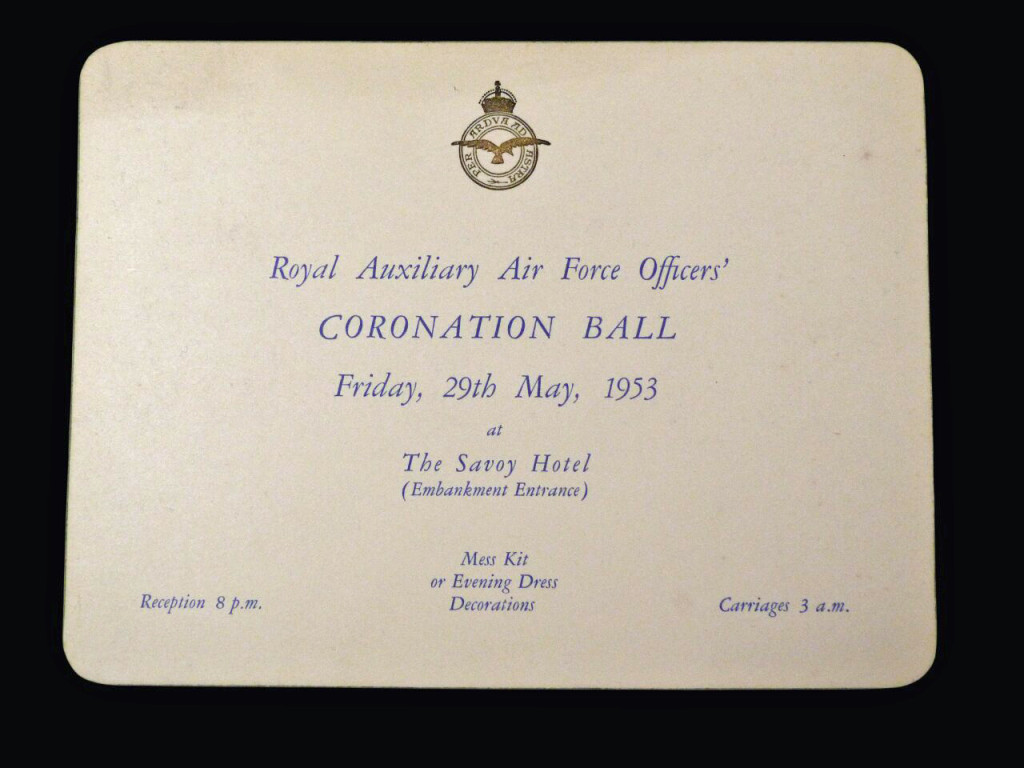 PER ARDVA AD ASTRA
Royal Auxiliary Air Force Officers'
CORONATION BALL
Friday, 29th May, 1953
at
The Savoy Hotel
(Embankment Entrance)
Mess Kit
or Evening Dress
Decorations
Reception 8 p.m.
Carriages 3 a.m.